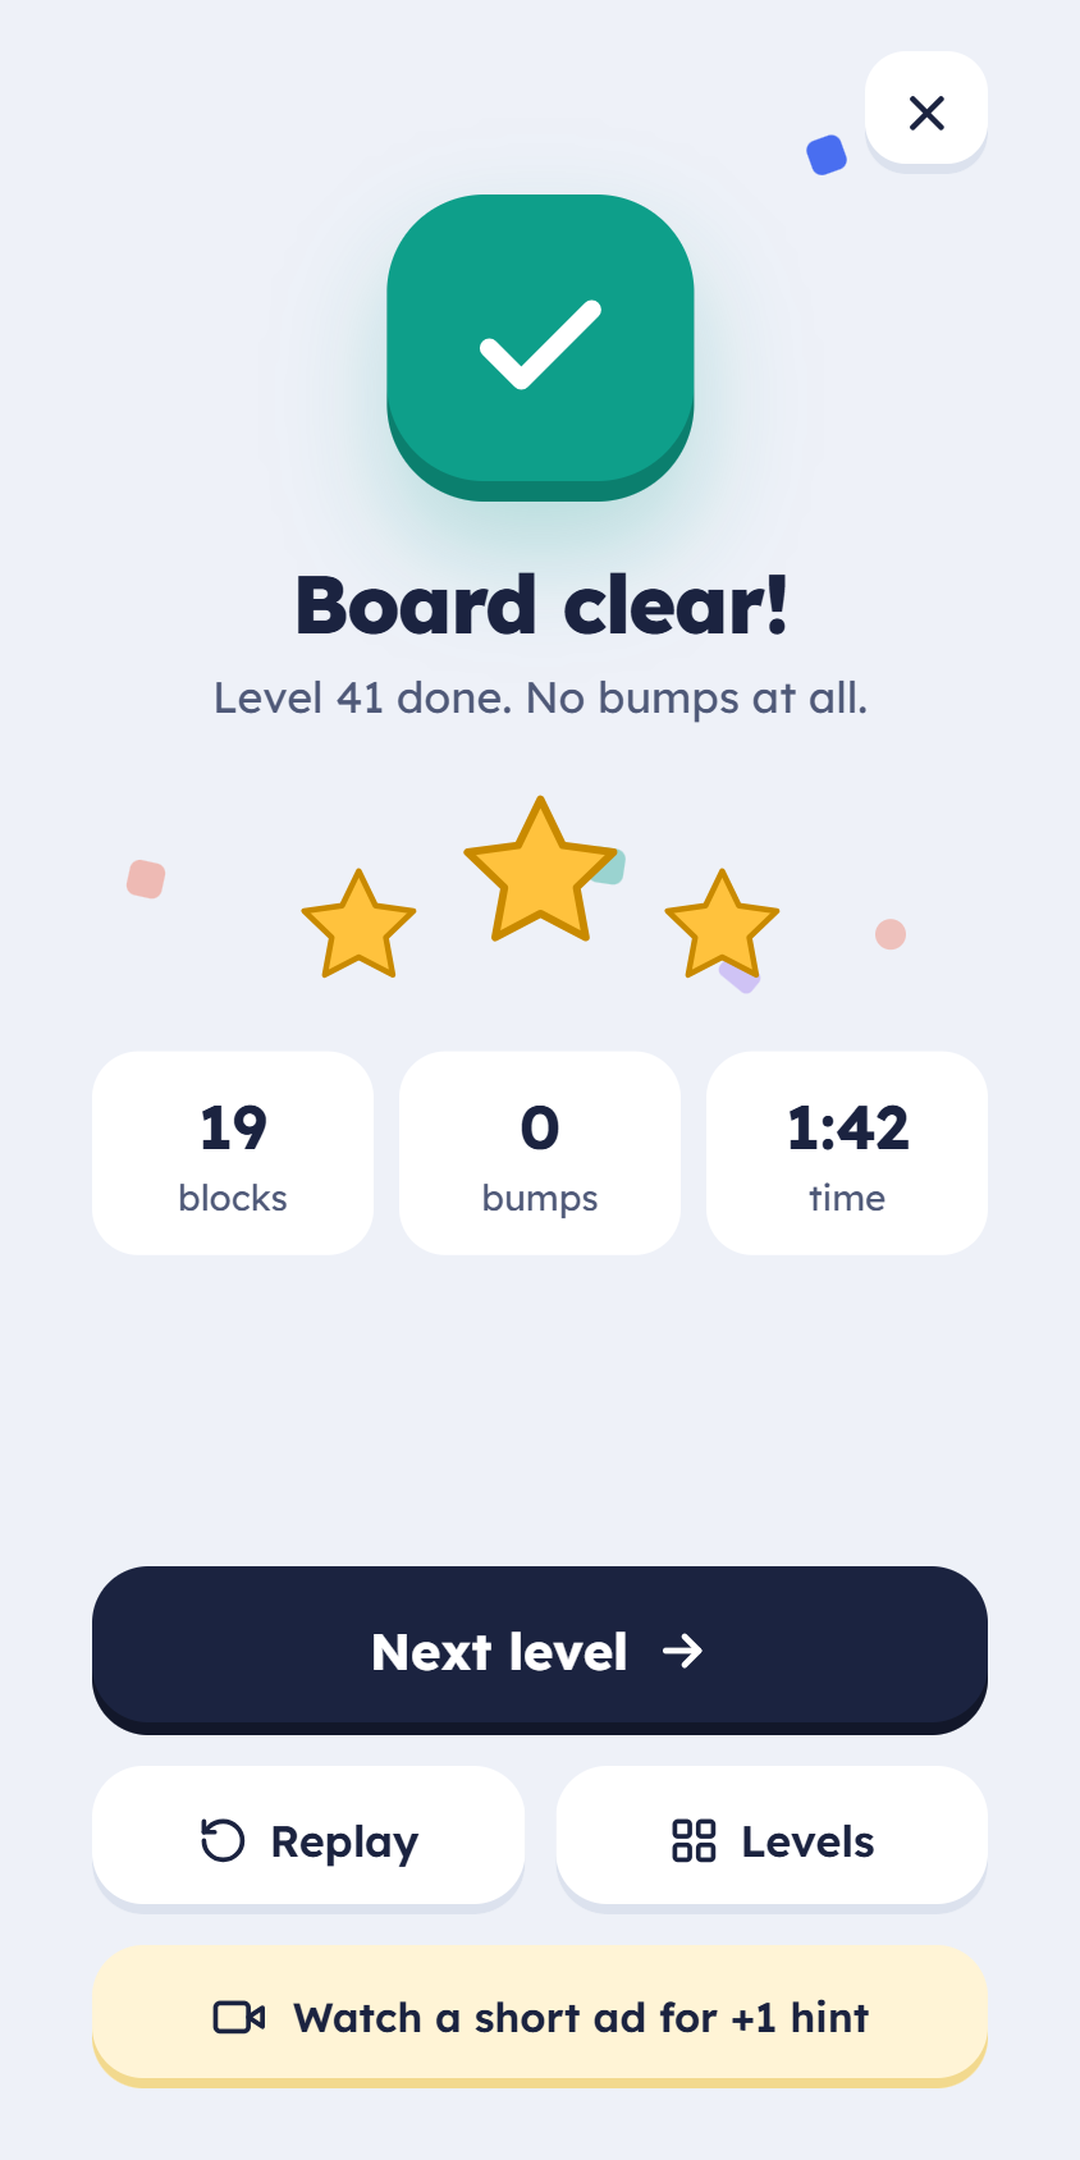 Board clear!
Level 41 done. No bumps at all.
19
blocks
0
bumps
1:42
time
Next level
Replay
Levels
Watch a short ad for +1 hint